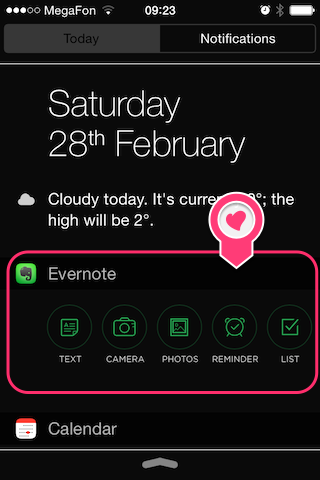 MegaFon 09:23
Today Notifications
Saturday
28th February
Cloudy today. It's the
high will be 2°.
Evernote
TEXT CAMERA PHOTOS REMINDER LIST
Calendar